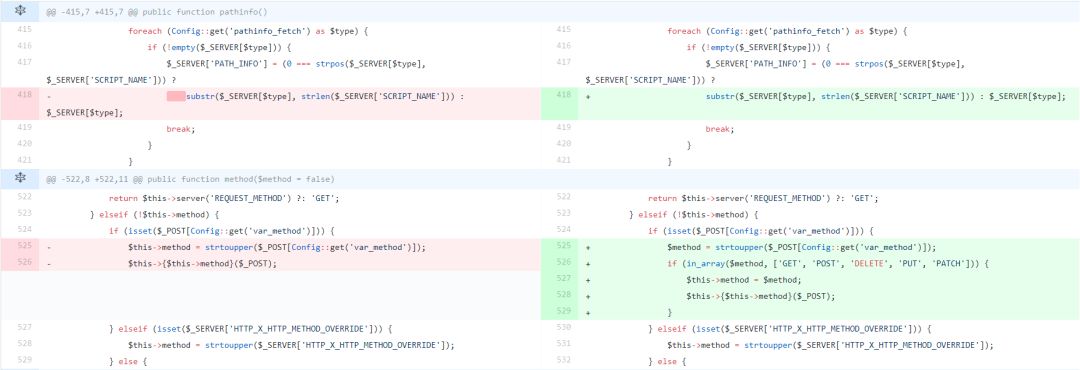 @@ -415,7 +415,7 @@ public function pathinfo()
415 foreach (Config::get('pathinfo_fetch') as $type) {
416 if (!empty($_SERVER[$type])) {
417 $_SERVER['PATH_INFO'] = (0 === strpos($_SERVER[$type],
$_SERVER['SCRIPT_NAME'])) ?
418 - substr($_SERVER[$type], strlen($_SERVER['SCRIPT_NAME'])) :
$_SERVER[$type];
419 break;
420 }
421 }
@@ -522,8 +522,11 @@ public function method($method = false)
522 return $this->server('REQUEST_METHOD') ?: 'GET';
523 } elseif (!$this->method) {
524 if (isset($_POST[Config::get('var_method')])) {
525 - $this->method = strtoupper($_POST[Config::get('var_method')]);
526 - $this->{$this->method}($_POST);
527 } elseif (isset($_SERVER['HTTP_X_HTTP_METHOD_OVERRIDE'])) {
528 $this->method = strtoupper($_SERVER['HTTP_X_HTTP_METHOD_OVERRIDE']);
529 } else {
415 foreach (Config::get('pathinfo_fetch') as $type) {
416 if (!empty($_SERVER[$type])) {
417 $_SERVER['PATH_INFO'] = (0 === strpos($_SERVER[$type],
$_SERVER['SCRIPT_NAME'])) ?
418 + substr($_SERVER[$type], strlen($_SERVER['SCRIPT_NAME'])) : $_SERVER[$type];
419 break;
420 }
421 }
522 return $this->server('REQUEST_METHOD') ?: 'GET';
523 } elseif (!$this->method) {
524 if (isset($_POST[Config::get('var_method')])) {
525 + $method = strtoupper($_POST[Config::get('var_method')]);
526 + if (in_array($method, ['GET', 'POST', 'DELETE', 'PUT', 'PATCH'])) {
527 + $this->method = $method;
528 + $this->{$this->method}($_POST);
529 + }
530 } elseif (isset($_SERVER['HTTP_X_HTTP_METHOD_OVERRIDE'])) {
531 $this->method = strtoupper($_SERVER['HTTP_X_HTTP_METHOD_OVERRIDE']);
532 } else {